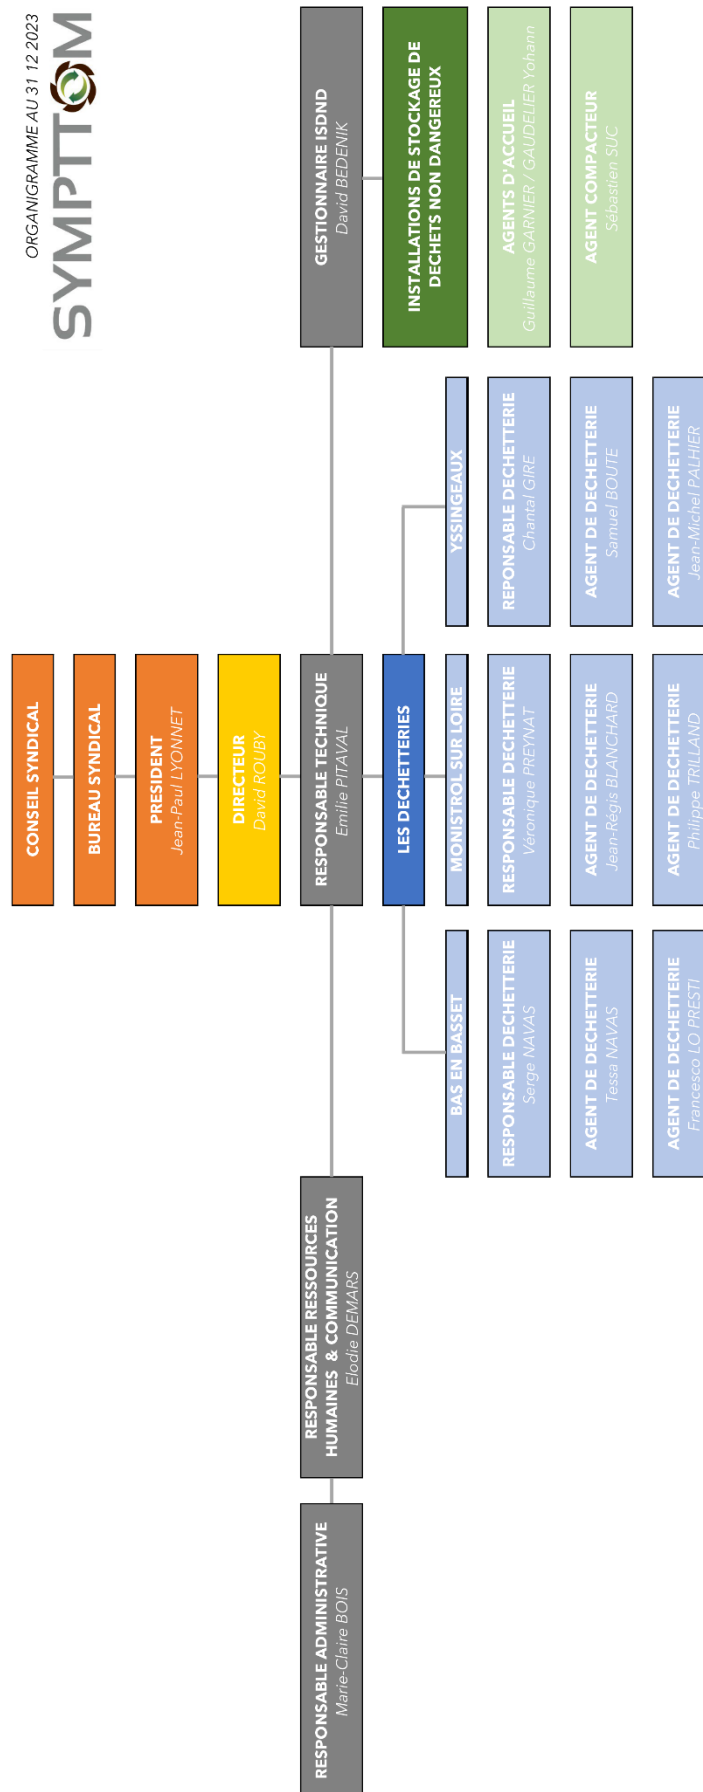 ORGANIGRAMME AU 31 12 2023
SYMPTTOM
CONSEIL SYNDICAL
BUREAU SYNDICAL
PRESIDENT
Jean-Paul LYONNET
DIRECTEUR
David ROUBY
RESPONSABLE ADMINISTRATIVE
Marie-Claire BOIS
RESPONSABLE RESSOURCES
HUMAINES & COMMUNICATION
Elodie DEMARS
RESPONSABLE TECHNIQUE
Emilie PITAVAL
GESTIONNAIRE ISDND
David BEDENIK
LES DECHETTERIES
INSTALLATIONS DE STOCKAGE DE
DECHETS NON DANGEREUX
BAS EN BASSET
MONISTROL SUR LOIRE
YSSINGEAUX
RESPONSABLE DECHETTERIE
Serge NAVAS
RESPONSABLE DECHETTERIE
Véronique PREYNAT
REPONSABLE DECHETTERIE
Chantal GIRE
AGENTS D'ACCUEIL
Guillaume GARNIER / GAUDELIER Yohann
AGENT DE DECHETTERIE
Tessa NAVAS
AGENT DE DECHETTERIE
Jean-Régis BLANCHARD
AGENT DE DECHETTERIE
Samuel BOUTE
AGENT COMPACTEUR
Sébastien SUC
AGENT DE DECHETTERIE
Francesco LO PRESTI
AGENT DE DECHETTERIE
Philippe TRILLAND
AGENT DE DECHETTERIE
Jean-Michel PALHIER